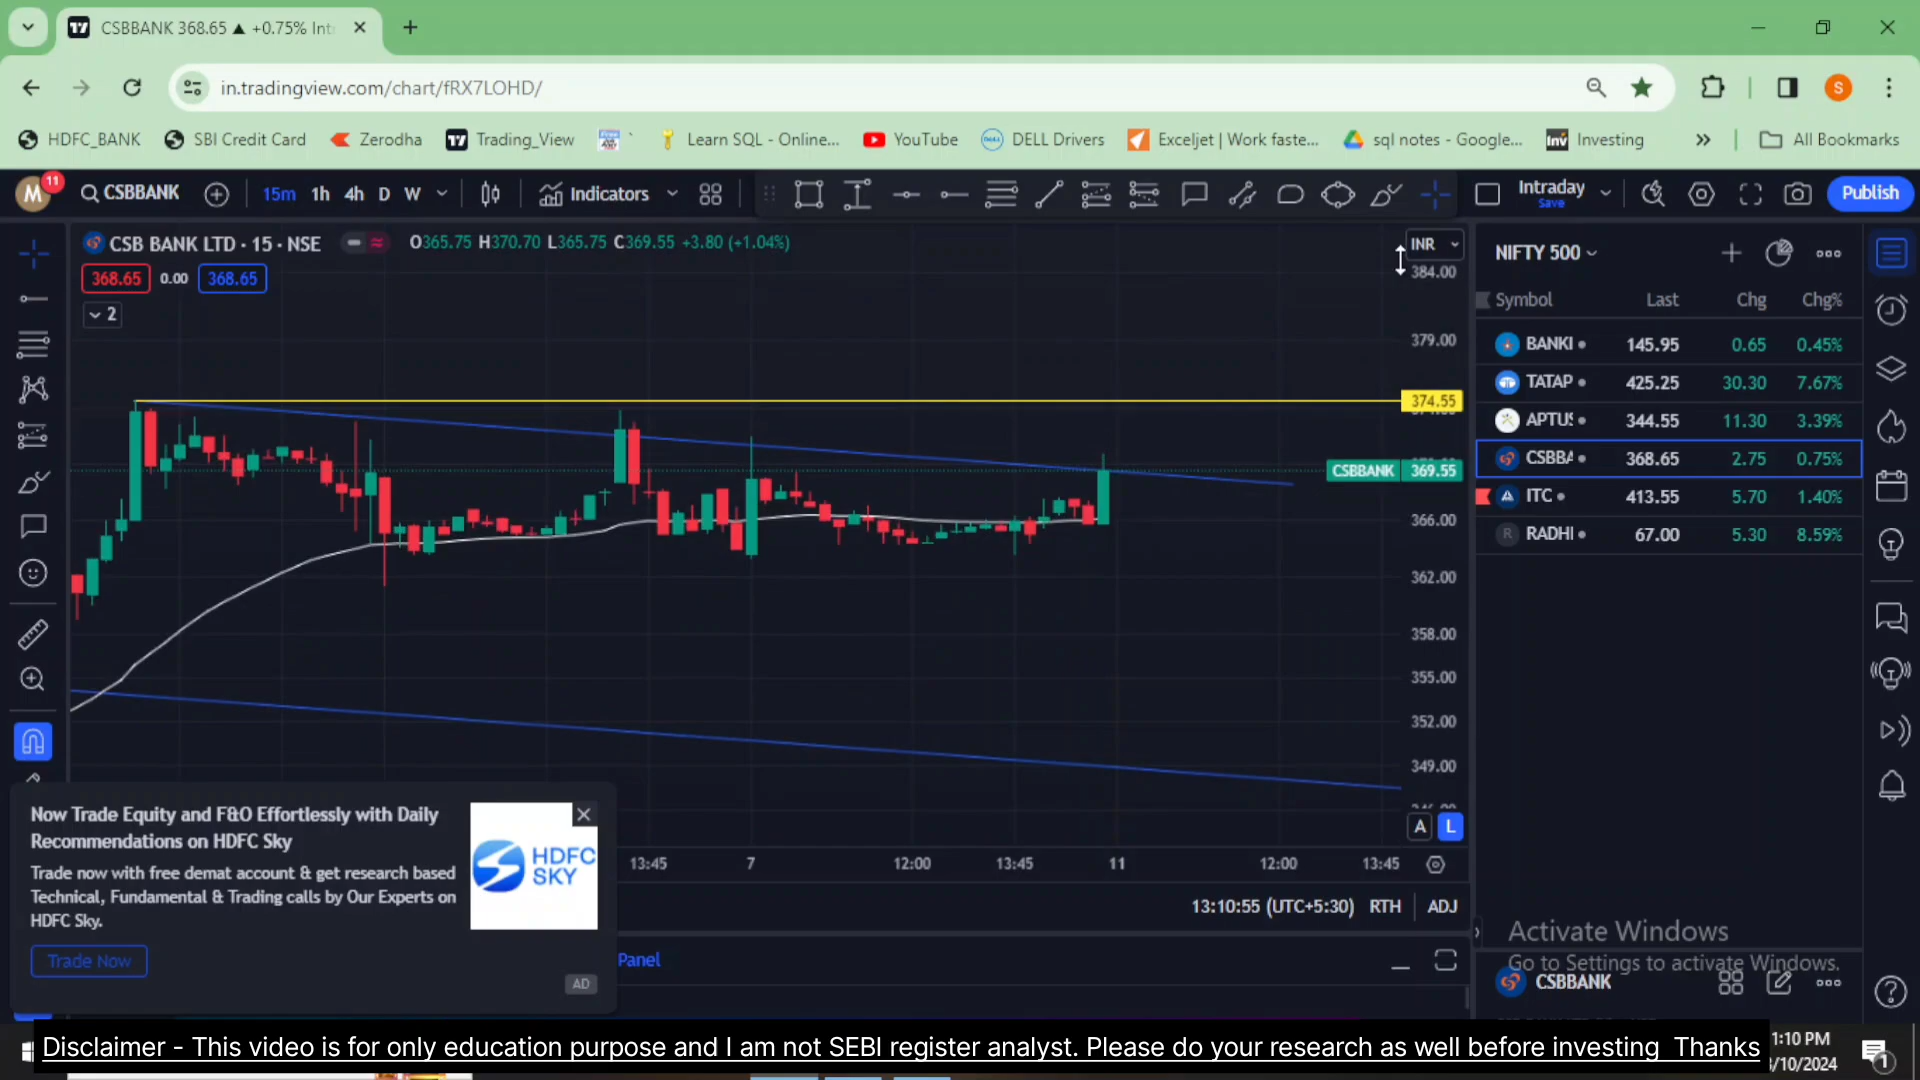 CSBBANK 368.65 ▲ +0.75% Int
in.tradingview.com/chart/fRX7LOHD/
S
HDFC_BANK SBI Credit Card Zerodha Trading_View Learn SQL - Online... YouTube DELL Drivers Exceljet | Work faste... sql notes - Google... Investing All Bookmarks
M 11 CSBBANK 15m 1h 4h D W Indicators Intraday Save Publish
CSB BANK LTD · 15 · NSE O365.75 H370.70 L365.75 C369.55 +3.80 (+1.04%) INR
368.65 0.00 368.65
2
384.00
379.00
374.55
CSBBANK 369.55
366.00
362.00
358.00
355.00
352.00
349.00
A L
13:45 7 12:00 13:45 11 12:00 13:45
13:10:55 (UTC+5:30) RTH ADJ
Panel
NIFTY 500
Symbol Last Chg Chg%
BANKI 145.95 0.65 0.45%
TATAP 425.25 30.30 7.67%
APTUS 344.55 11.30 3.39%
CSBBA 368.65 2.75 0.75%
ITC 413.55 5.70 1.40%
R RADHI 67.00 5.30 8.59%
Activate Windows
Go to Settings to activate Windows.
CSBBANK
Now Trade Equity and F&O Effortlessly with Daily
Recommendations on HDFC Sky
Trade now with free demat account & get research based
Technical, Fundamental & Trading calls by Our Experts on
HDFC Sky.
HDFC
SKY
Trade Now
AD
Disclaimer - This video is for only education purpose and I am not SEBI register analyst. Please do your research as well before investing Thanks
1:10 PM
/10/2024
1